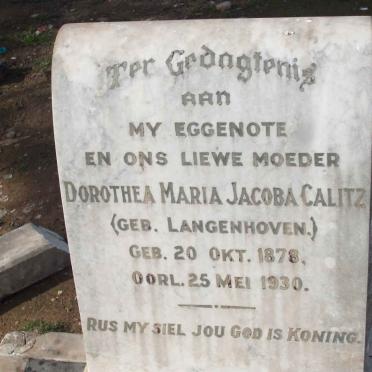 Ter Gedagtenis
AAN
MY EGGENOTE
EN ONS LIEWE MOEDER
DOROTHEA MARIA JACOBA CALITZ
(GEB. LANGENHOVEN.)
GEB. 20 OKT. 1878.
OORL. 25 MEI 1930.
RUS MY SIEL JOU GOD IS KONING.